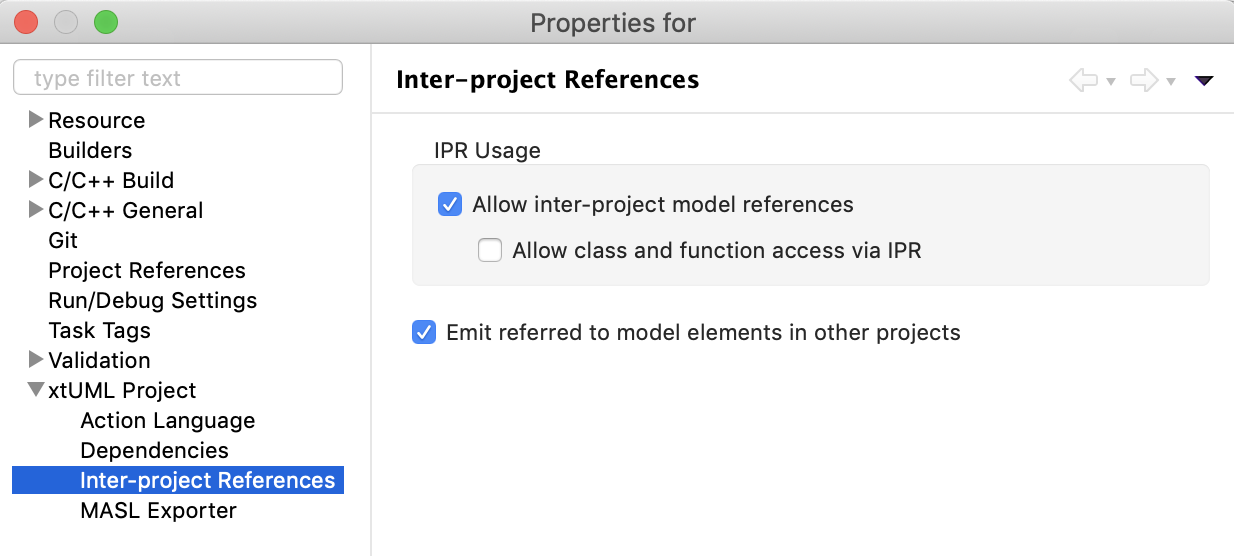 Properties for
type filter text
Inter-project References
Resource
Builders
C/C++ Build
C/C++ General
Git
Project References
Run/Debug Settings
Task Tags
Validation
xtUML Project
Action Language
Dependencies
Inter-project References
MASL Exporter
IPR Usage
Allow inter-project model references
Allow class and function access via IPR
Emit referred to model elements in other projects